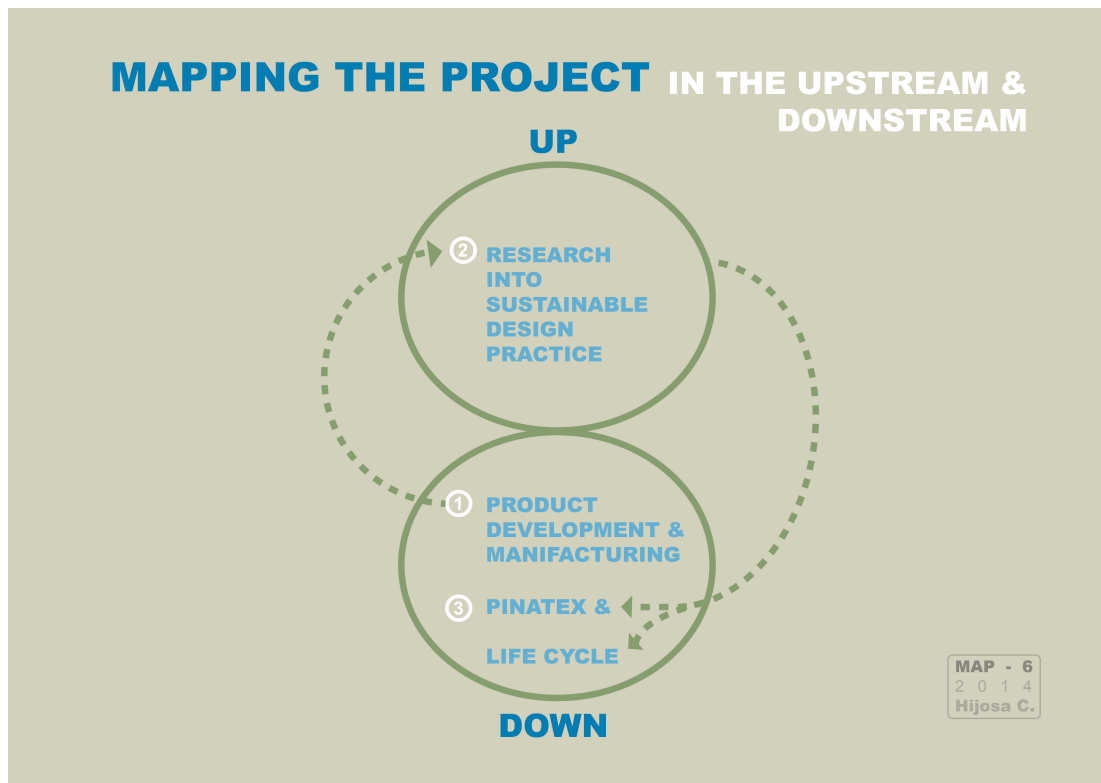 MAPPING THE PROJECT IN THE UPSTREAM &
DOWNSTREAM
UP
2 RESEARCH
INTO
SUSTAINABLE
DESIGN
PRACTICE
1 PRODUCT
DEVELOPMENT &
MANIFACTURING
3 PINATEX &
LIFE CYCLE
DOWN
MAP - 6
2 0 1 4
Hijosa C.